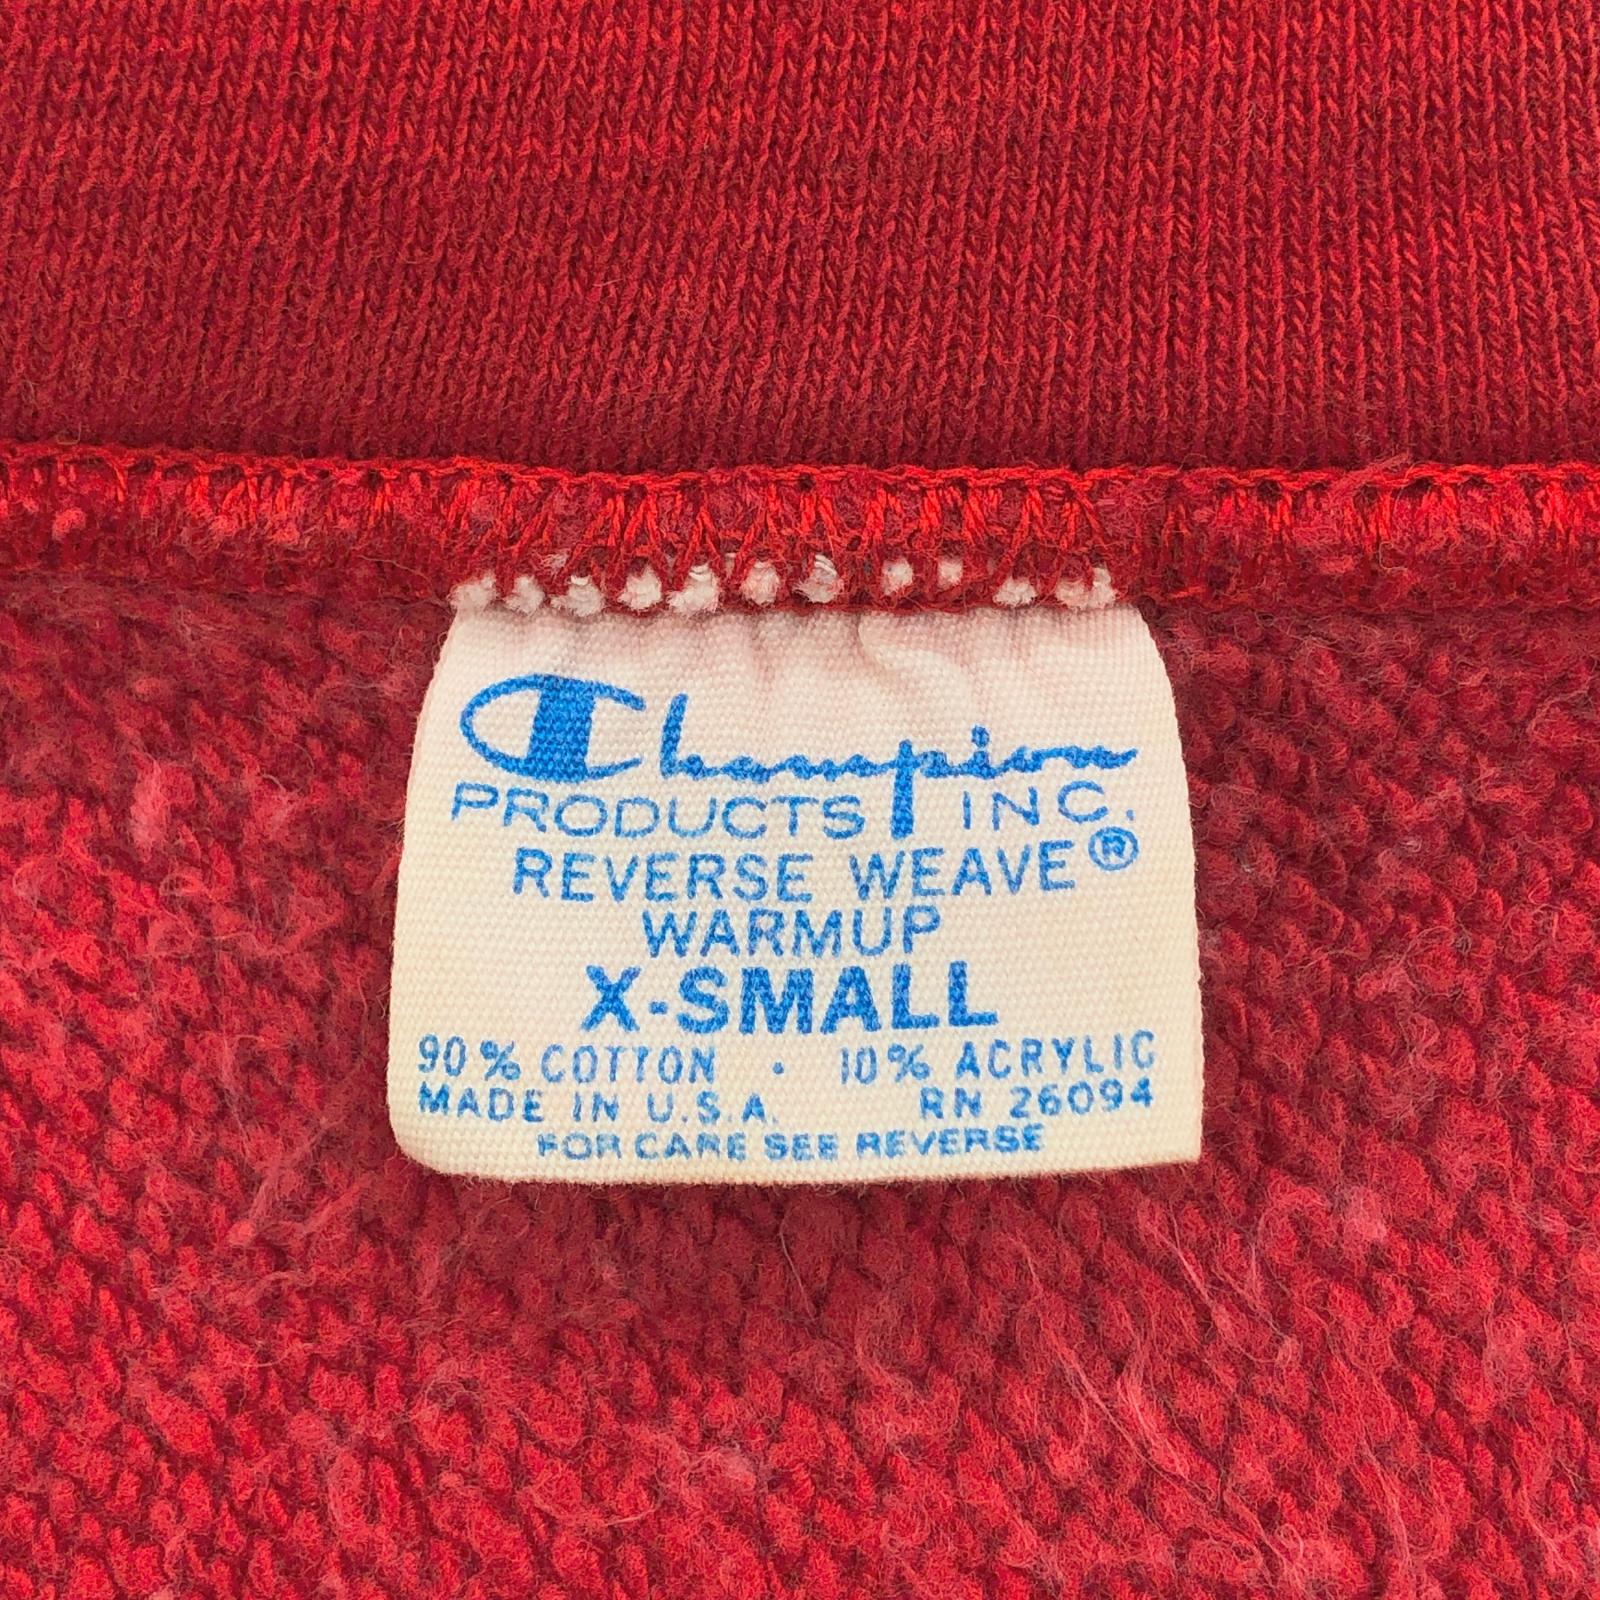 Champion
PRODUCTS INC.
REVERSE WEAVE®
WARMUP
X-SMALL
90% COTTON · 10% ACRYLIC
MADE IN U.S.A. RN 26094
FOR CARE SEE REVERSE